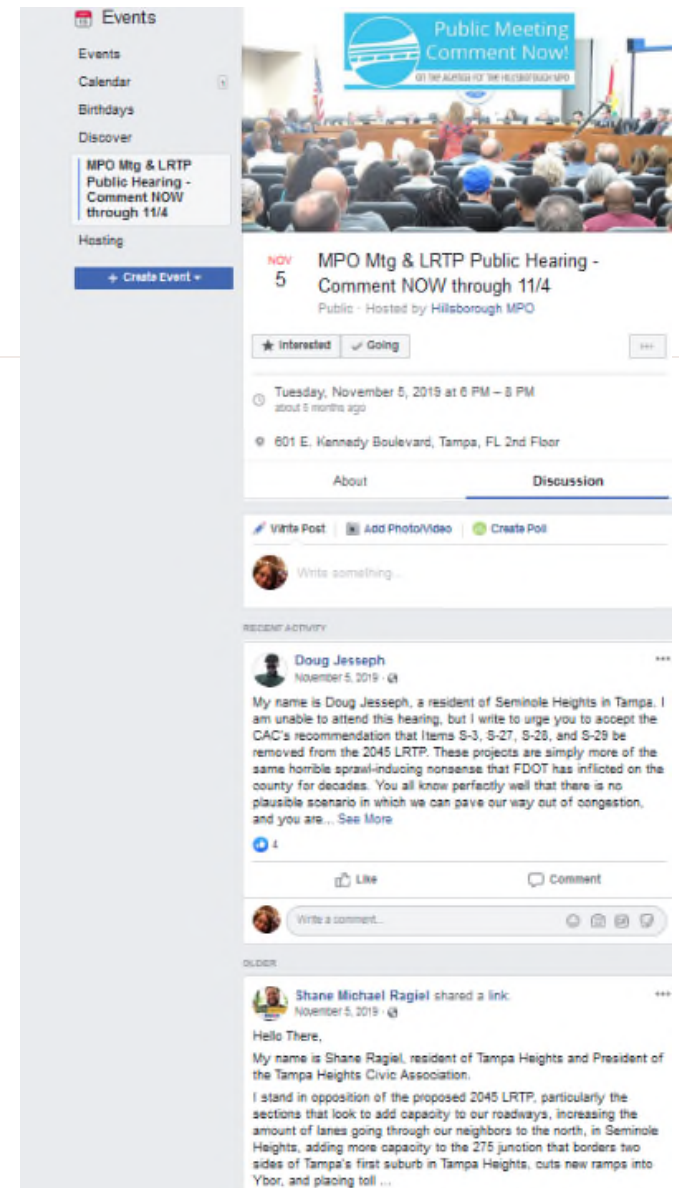 Events
Events
Calendar
Birthdays
Discover
MPO Mtg & LRTP
Public Hearing -
Comment NOW
through 11/4
Hosting
+ Create Event
Public Meeting
Comment Now!
ON THE AGENDA FOR THE HILLSBOROUGH MPO
NOV
5
MPO Mtg & LRTP Public Hearing -
Comment NOW through 11/4
Public · Hosted by Hillsborough MPO
Interested
Going
Tuesday, November 5, 2019 at 6 PM – 8 PM
about 5 months ago
601 E. Kennedy Boulevard, Tampa, FL 2nd Floor
About
Discussion
Write Post
Add Photo/Video
Create Poll
Write something...
RECENT ACTIVITY
Doug Jesseph
November 5, 2019 ·
My name is Doug Jesseph, a resident of Seminole Heights in Tampa. I
am unable to attend this hearing, but I write to urge you to accept the
CAC's recommendation that Items S-3, S-27, S-28, and S-29 be
removed from the 2045 LRTP. These projects are simply more of the
same horrible sprawl-inducing nonsense that FDOT has inflicted on the
county for decades. You all know perfectly well that there is no
plausible scenario in which we can pave our way out of congestion,
and you are... See More
4
Like
Comment
Write a comment...
OLDER
Shane Michael Ragiel shared a link.
November 5, 2019 ·
Hello There,
My name is Shane Ragiel, resident of Tampa Heights and President of
the Tampa Heights Civic Association.
I stand in opposition of the proposed 2045 LRTP, particularly the
sections that look to add capacity to our roadways, increasing the
amount of lanes going through our neighbors to the north, in Seminole
Heights, adding more capacity to the 275 junction that borders two
sides of Tampa's first suburb in Tampa Heights, cuts new ramps into
Ybor, and placing toll ...